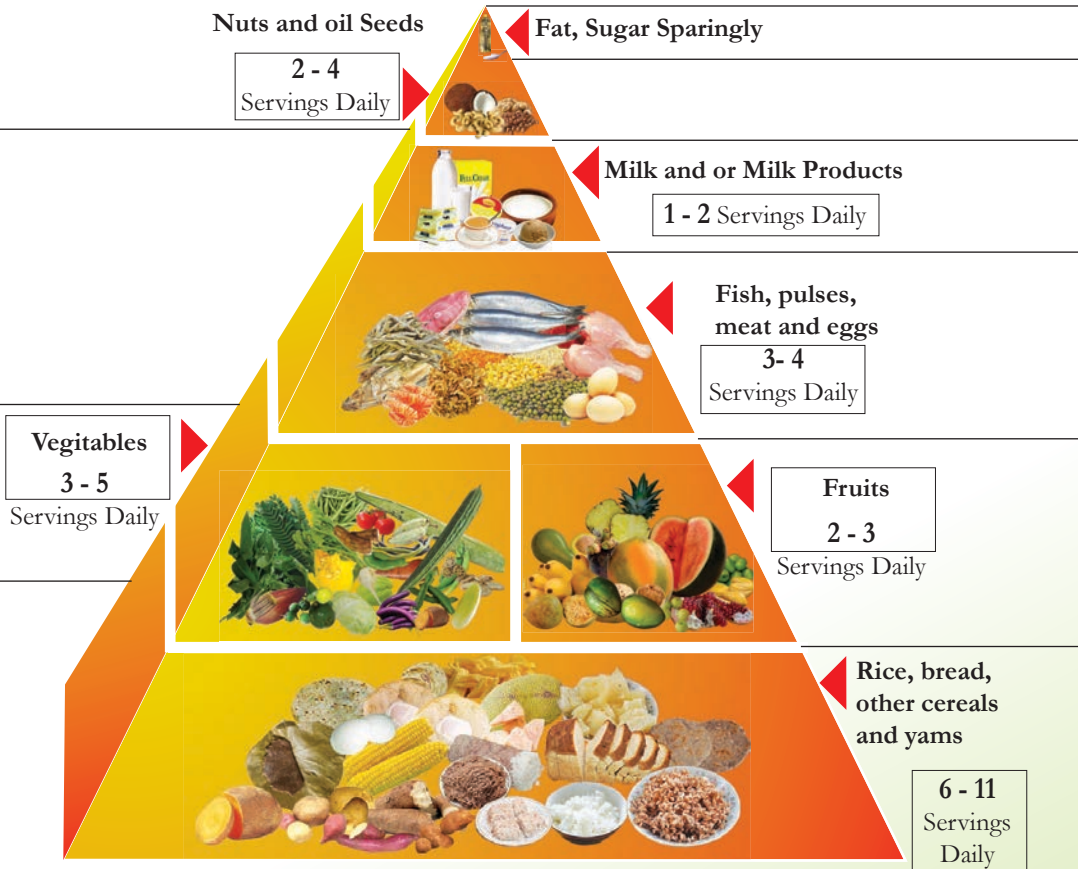 Nuts and oil Seeds
2 - 4
Servings Daily
Fat, Sugar Sparingly
Milk and or Milk Products
1 - 2 Servings Daily
Fish, pulses,
meat and eggs
3- 4
Servings Daily
Vegitables
3 - 5
Servings Daily
Fruits
2 - 3
Servings Daily
Rice, bread,
other cereals
and yams
6 - 11
Servings
Daily